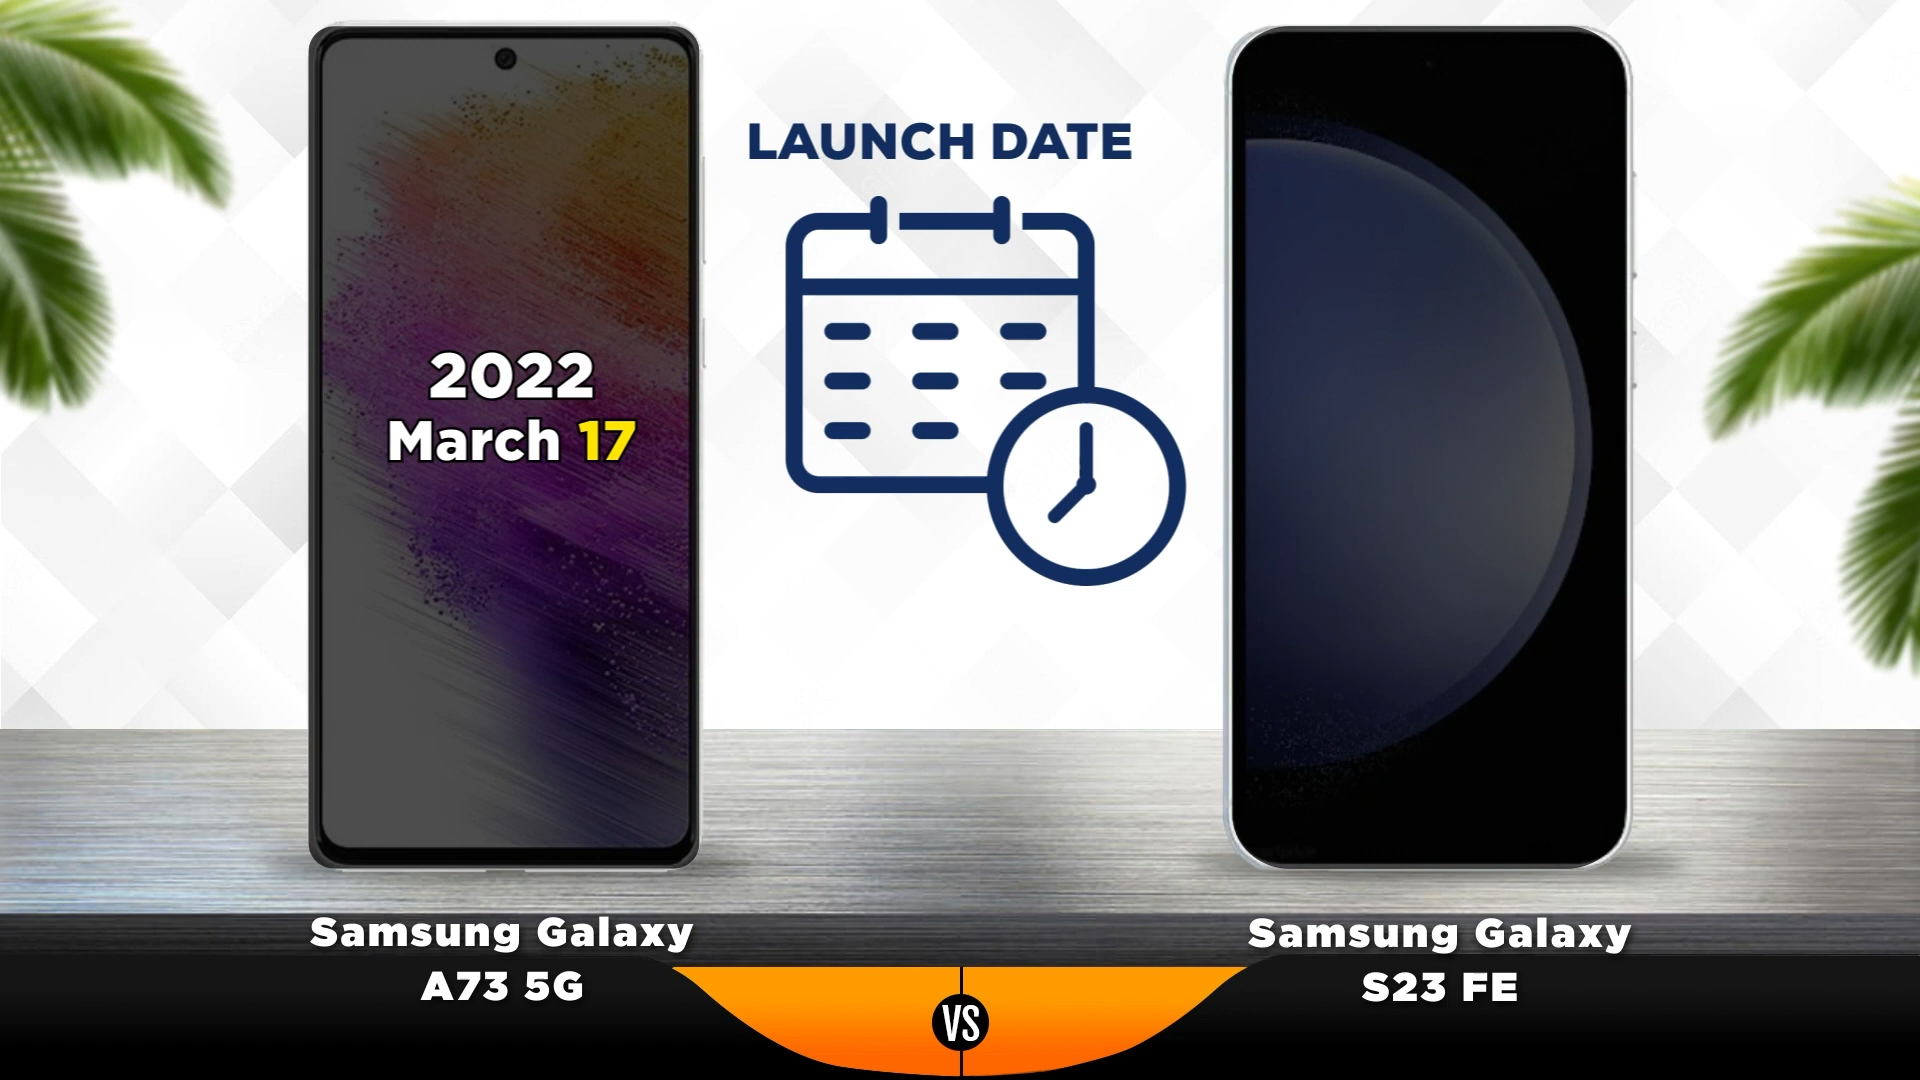 LAUNCH DATE
2022
March 17
Samsung Galaxy
A73 5G
VS
Samsung Galaxy
S23 FE